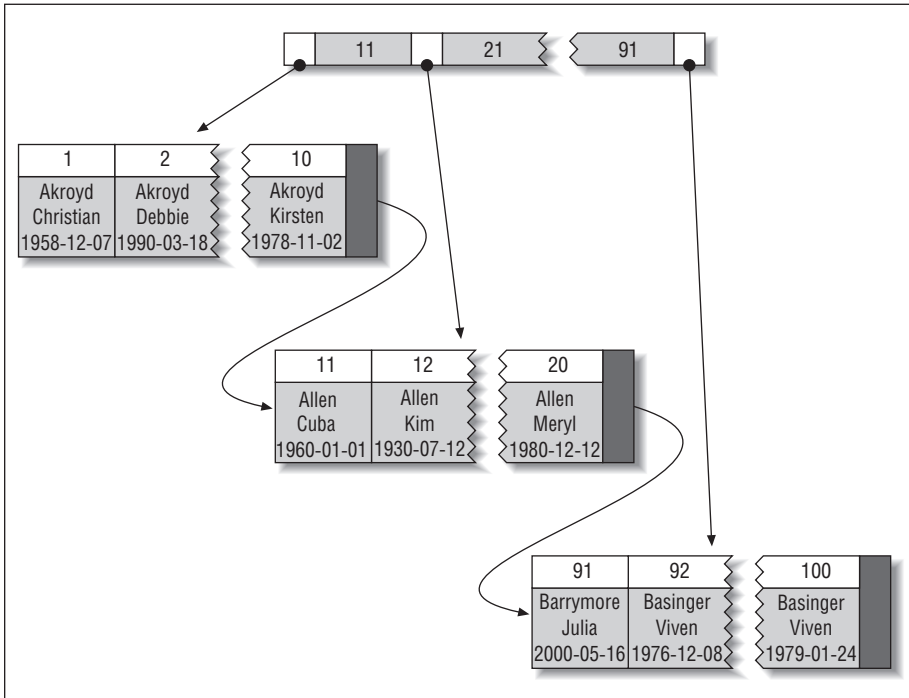 11 21 91
1 2 10
Akroyd Akroyd Akroyd
Christian Debbie Kirsten
1958-12-07 1990-03-18 1978-11-02
11 12 20
Allen Allen Allen
Cuba Kim Meryl
1960-01-01 1930-07-12 1980-12-12
91 92 100
Barrymore Basinger Basinger
Julia Viven Viven
2000-05-16 1976-12-08 1979-01-24